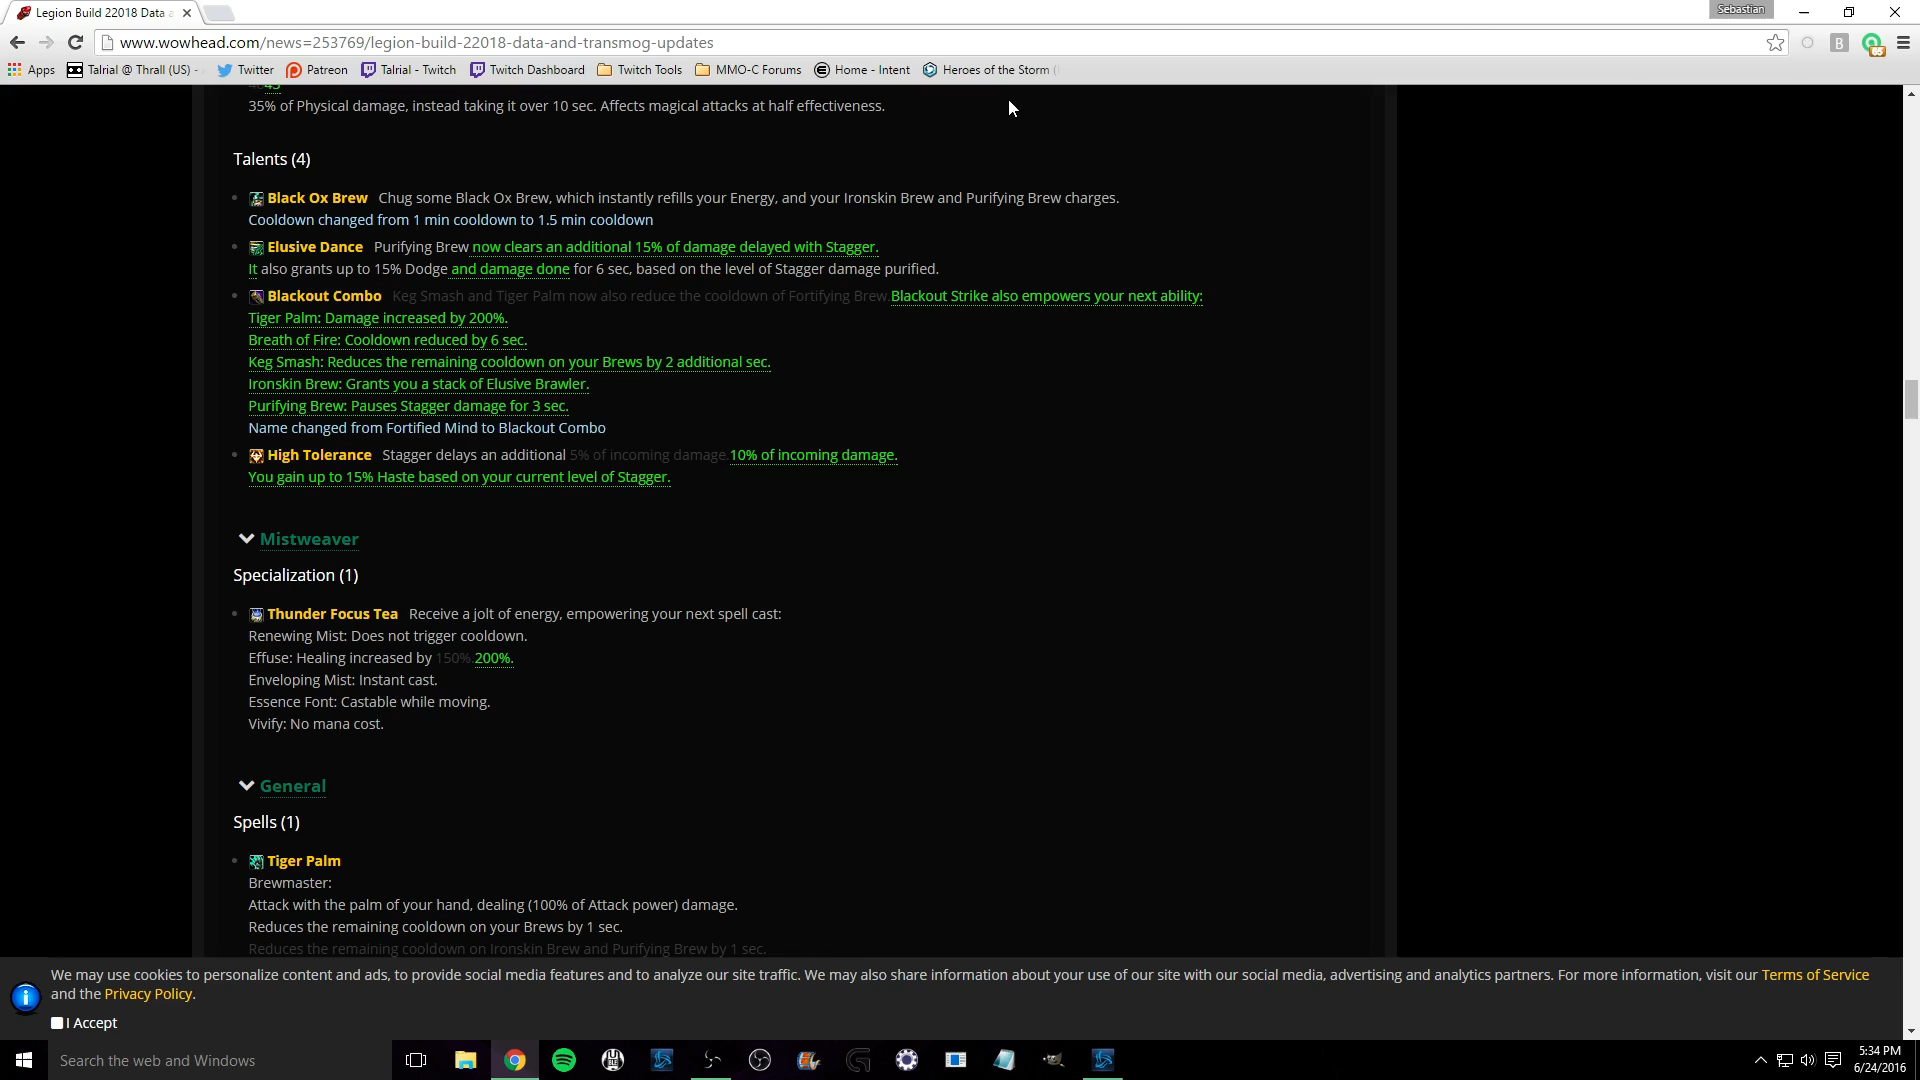 Legion Build 22018 Data a
Sebastian
www.wowhead.com/news=253769/legion-build-22018-data-and-transmog-updates
Apps
Talrial @ Thrall (US) -
Twitter
Patreon
Talrial - Twitch
Twitch Dashboard
Twitch Tools
MMO-C Forums
Home - Intent
Heroes of the Storm (
35% of Physical damage, instead taking it over 10 sec. Affects magical attacks at half effectiveness.
Talents (4)
Black Ox Brew Chug some Black Ox Brew, which instantly refills your Energy, and your Ironskin Brew and Purifying Brew charges.
Cooldown changed from 1 min cooldown to 1.5 min cooldown
Elusive Dance Purifying Brew now clears an additional 15% of damage delayed with Stagger.
It also grants up to 15% Dodge and damage done for 6 sec, based on the level of Stagger damage purified.
Blackout Combo Keg Smash and Tiger Palm now also reduce the cooldown of Fortifying Brew. Blackout Strike also empowers your next ability:
Tiger Palm: Damage increased by 200%.
Breath of Fire: Cooldown reduced by 6 sec.
Keg Smash: Reduces the remaining cooldown on your Brews by 2 additional sec.
Ironskin Brew: Grants you a stack of Elusive Brawler.
Purifying Brew: Pauses Stagger damage for 3 sec.
Name changed from Fortified Mind to Blackout Combo
High Tolerance Stagger delays an additional 5% of incoming damage. 10% of incoming damage.
You gain up to 15% Haste based on your current level of Stagger.
Mistweaver
Specialization (1)
Thunder Focus Tea Receive a jolt of energy, empowering your next spell cast:
Renewing Mist: Does not trigger cooldown.
Effuse: Healing increased by 150%. 200%.
Enveloping Mist: Instant cast.
Essence Font: Castable while moving.
Vivify: No mana cost.
General
Spells (1)
Tiger Palm
Brewmaster:
Attack with the palm of your hand, dealing (100% of Attack power) damage.
Reduces the remaining cooldown on your Brews by 1 sec.
Reduces the remaining cooldown on Ironskin Brew and Purifying Brew by 1 sec.
We may use cookies to personalize content and ads, to provide social media features and to analyze our site traffic. We may also share information about your use of our site with our social media, advertising and analytics partners. For more information, visit our Terms of Service
and the Privacy Policy.
I Accept
Search the web and Windows
5:34 PM
6/24/2016